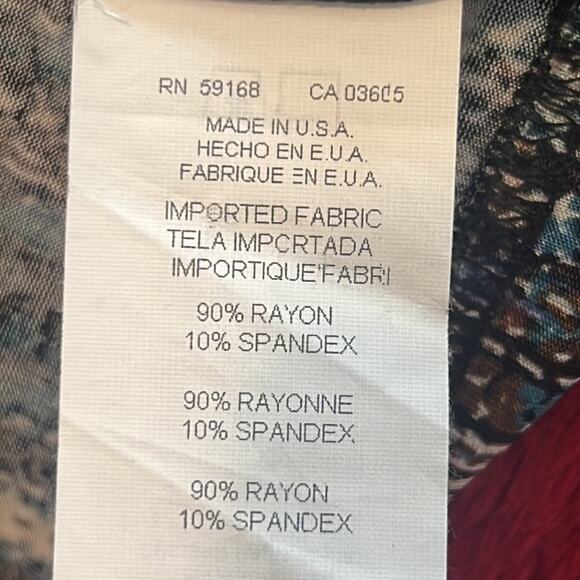 RN 59168 CA 03605
MADE IN U.S.A.
HECHO EN E.U.A.
FABRIQUE EN E.U.A.
IMPORTED FABRIC
TELA IMPORTADA
IMPORTIQUE'FABRI
90% RAYON
10% SPANDEX
90% RAYONNE
10% SPANDEX
90% RAYON
10% SPANDEX